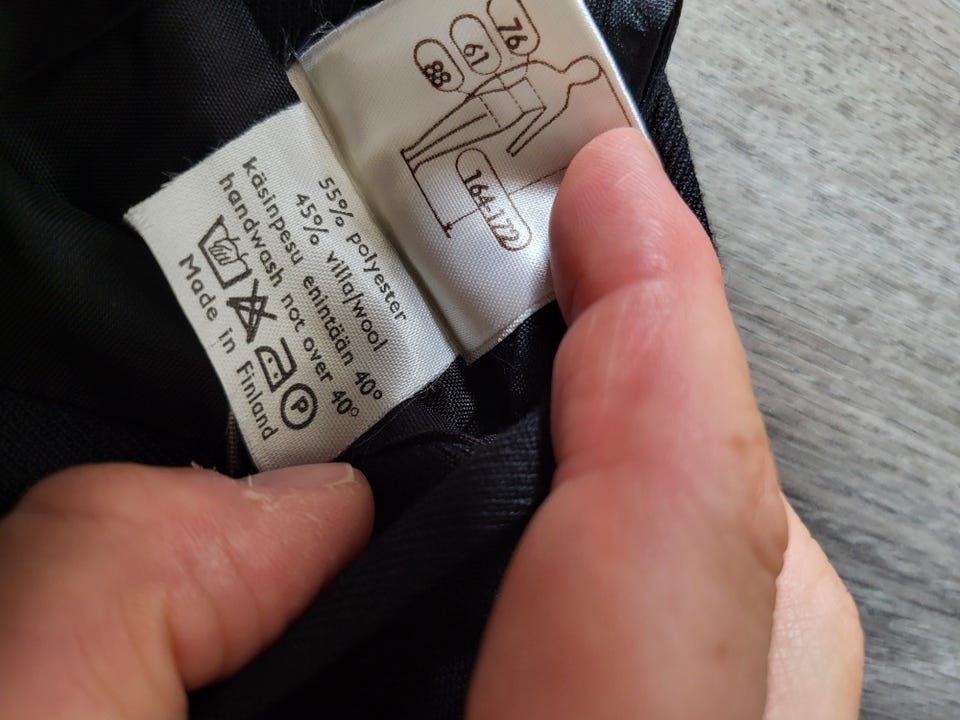 76
61
88
164-172
55% polyester
45% villa/wool
käsinpesu enintään 40°
handwash not over 40°
P
Made in Finland